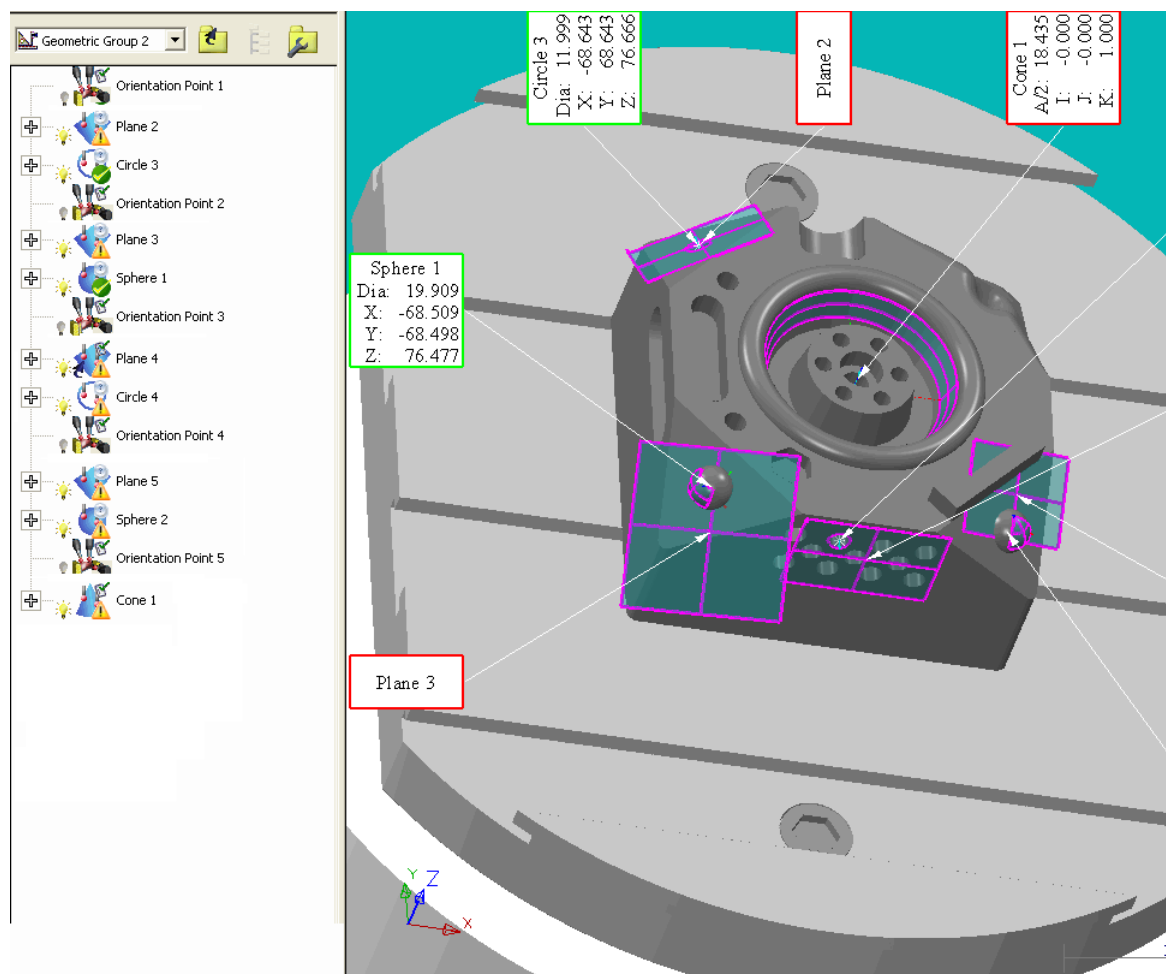 Geometric Group 2
Orientation Point 1
Plane 2
Circle 3
Orientation Point 2
Plane 3
Sphere 1
Orientation Point 3
Plane 4
Circle 4
Orientation Point 4
Plane 5
Sphere 2
Orientation Point 5
Cone 1
Circle 3
Dia: 11.999
X: -68.643
Y: 68.643
Z: 76.666
Plane 2
Cone 1
A/2: 18.435
I: -0.000
J: -0.000
K: 1.000
Sphere 1
Dia: 19.909
X: -68.509
Y: -68.498
Z: 76.477
Plane 3
Y
Z
X